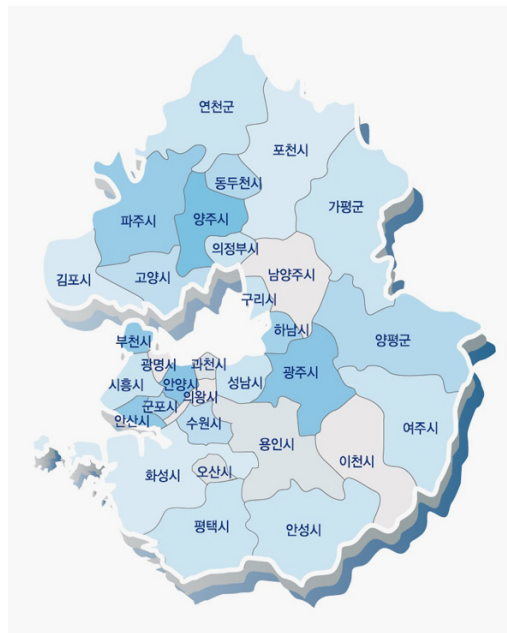 연천군
포천시
동두천시
가평군
파주시
양주시
의정부시
김포시
고양시
남양주시
구리시
하남시
부천시
양평군
광명시
과천시
광주시
시흥시
안양시
성남시
의왕시
군포시
안산시
수원시
여주시
용인시
이천시
화성시
오산시
평택시
안성시